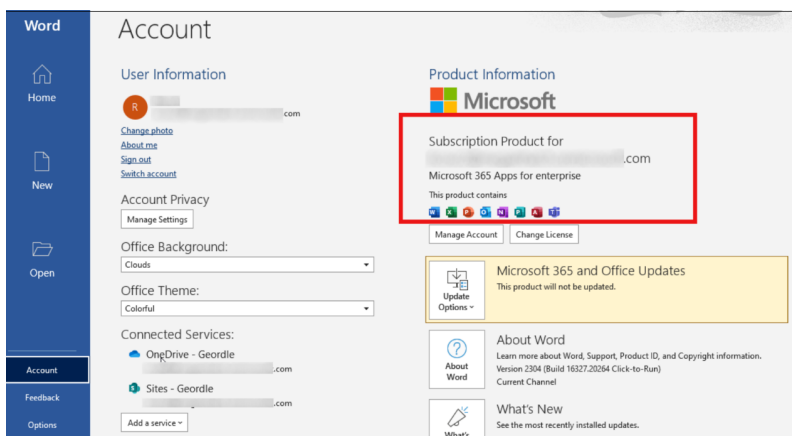 Word
Home
New
Open
Account
Feedback
Options
Account
User Information
R
.com
Change photo
About me
Sign out
Switch account
Account Privacy
Manage Settings
Office Background:
Clouds
Office Theme:
Colorful
Connected Services:
OneDrive - Geordle
.com
Sites - Geordle
.com
Add a service
Product Information
Microsoft
Subscription Product for
.com
Microsoft 365 Apps for enterprise
This product contains
Manage Account
Change License
Update
Options
Microsoft 365 and Office Updates
This product will not be updated.
About
Word
About Word
Learn more about Word, Support, Product ID, and Copyright information.
Version 2304 (Build 16327.20264 Click-to-Run)
Current Channel
What's
What's New
See the most recently installed updates.